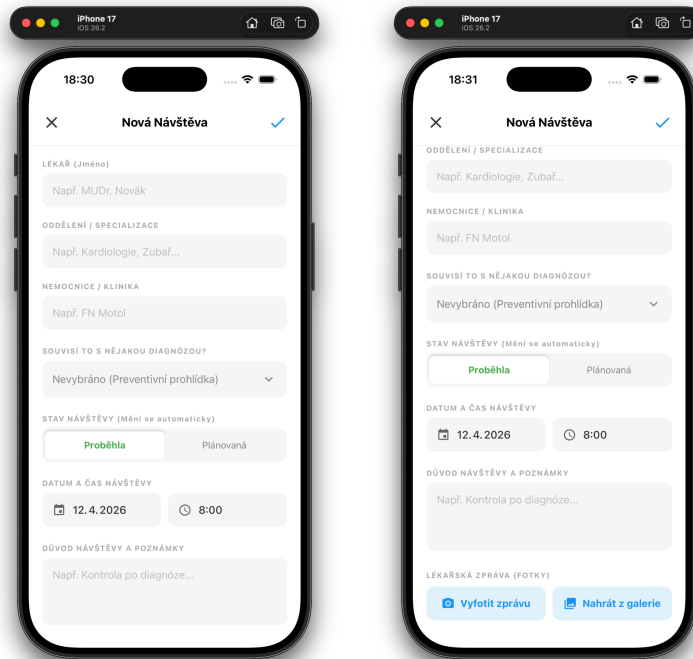 iPhone 17
iOS 26.2
18:30
Nová Návštěva
LÉKAŘ (Jméno)
Např. MUDr. Novák
ODDĚLENÍ / SPECIALIZACE
Např. Kardiologie, Zubař...
NEMOCNICE / KLINIKA
Např. FN Motol
SOUVISÍ TO S NĚJAKOU DIAGNÓZOU?
Nevybráno (Preventivní prohlídka)
STAV NÁVŠTĚVY (Mění se automaticky)
Proběhla Plánovaná
DATUM A ČAS NÁVŠTĚVY
12. 4. 2026 8:00
DŮVOD NÁVŠTĚVY A POZNÁMKY
Např. Kontrola po diagnóze...
iPhone 17
iOS 26.2
18:31
Nová Návštěva
ODDĚLENÍ / SPECIALIZACE
Např. Kardiologie, Zubař...
NEMOCNICE / KLINIKA
Např. FN Motol
SOUVISÍ TO S NĚJAKOU DIAGNÓZOU?
Nevybráno (Preventivní prohlídka)
STAV NÁVŠTĚVY (Mění se automaticky)
Proběhla Plánovaná
DATUM A ČAS NÁVŠTĚVY
12. 4. 2026 8:00
DŮVOD NÁVŠTĚVY A POZNÁMKY
Např. Kontrola po diagnóze...
LÉKAŘSKÁ ZPRÁVA (FOTKY)
Vyfotit zprávu Nahrát z galerie